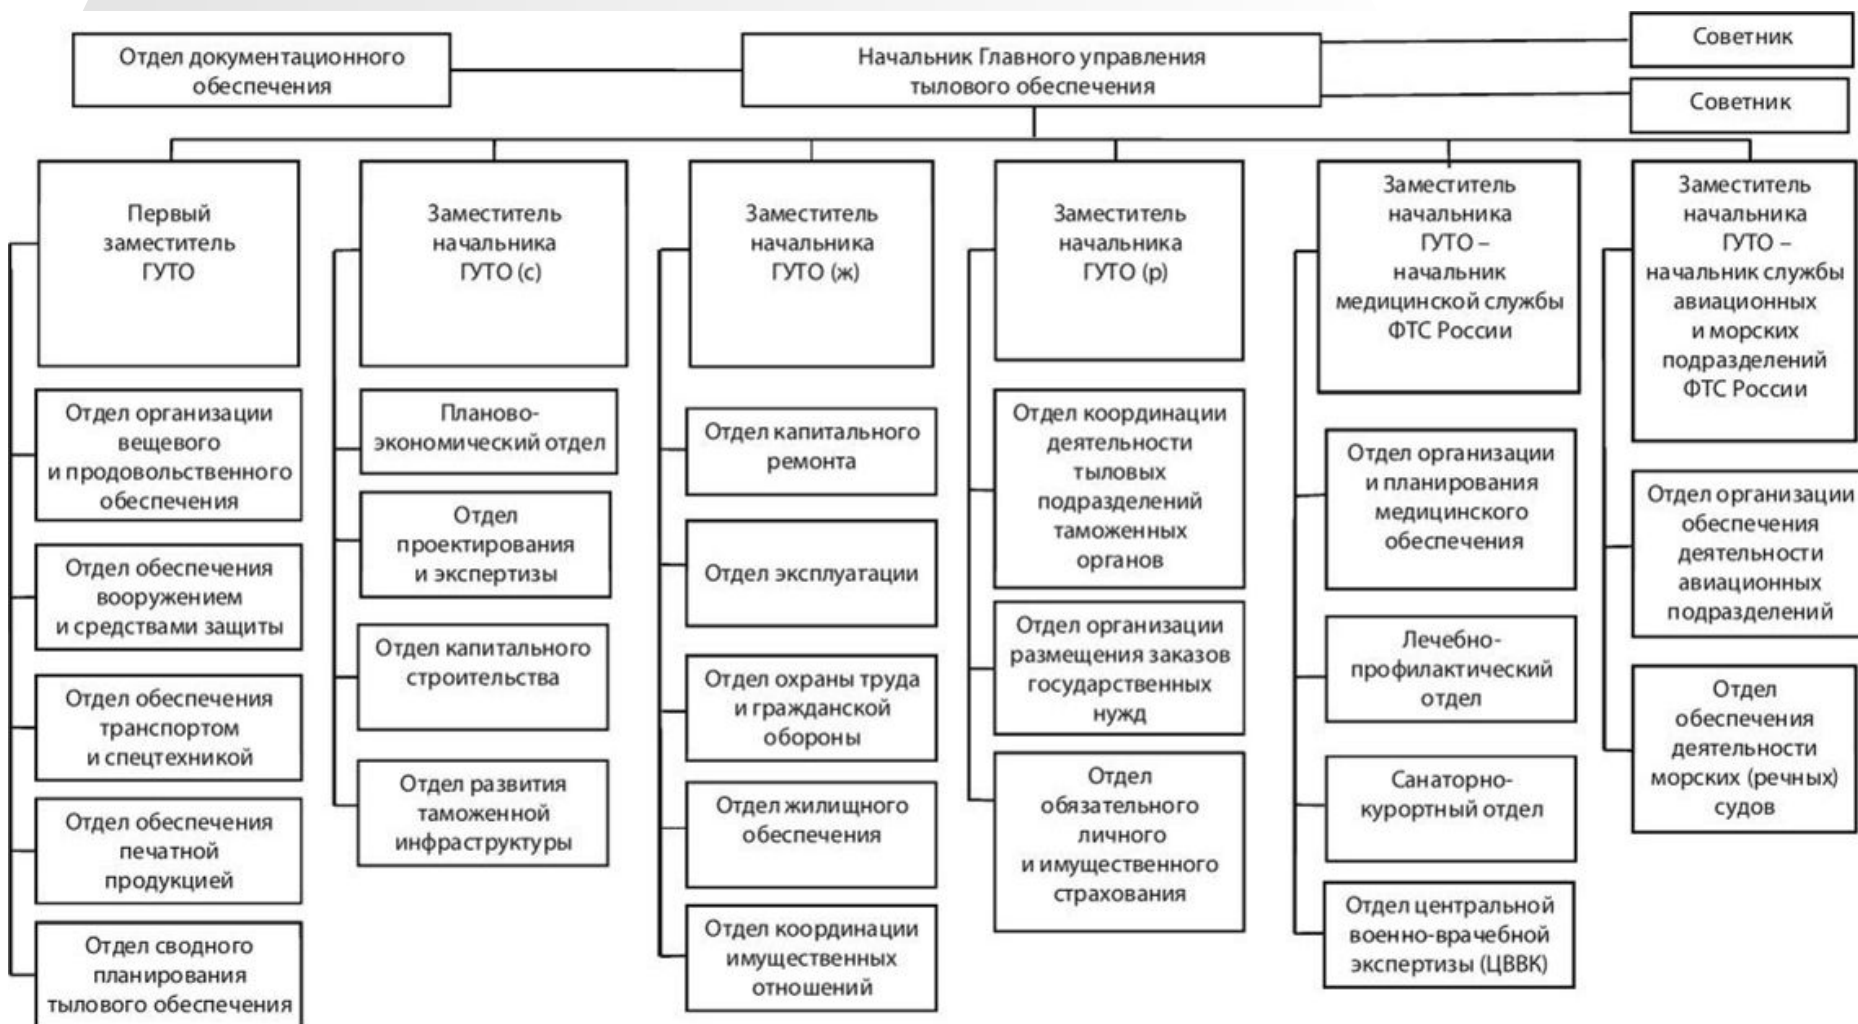 Отдел документационного
обеспечения
Начальник Главного управления
тылового обеспечения
Советник
Советник
Первый
заместитель
ГУТО
Отдел организации
вещевого
и продовольственного
обеспечения
Отдел обеспечения
вооружением
и средствами защиты
Отдел обеспечения
транспортом
и спецтехникой
Отдел обеспечения
печатной
продукцией
Отдел сводного
планирования
тылового обеспечения
Заместитель
начальника
ГУТО (с)
Планово-
экономический отдел
Отдел
проектирования
и экспертизы
Отдел капитального
строительства
Отдел развития
таможенной
инфраструктуры
Заместитель
начальника
ГУТО (ж)
Отдел капитального
ремонта
Отдел эксплуатации
Отдел охраны труда
и гражданской
обороны
Отдел жилищного
обеспечения
Отдел координации
имущественных
отношений
Заместитель
начальника
ГУТО (р)
Отдел координации
деятельности
тыловых
подразделений
таможенных
органов
Отдел организации
размещения заказов
государственных
нужд
Отдел
обязательного
личного
и имущественного
страхования
Заместитель
начальника
ГУТО –
начальник
медицинской службы
ФТС России
Отдел организации
и планирования
медицинского
обеспечения
Лечебно-
профилактический
отдел
Санаторно-
курортный отдел
Отдел центральной
военно-врачебной
экспертизы (ЦВВК)
Заместитель
начальника
ГУТО –
начальник службы
авиационных
и морских
подразделений
ФТС России
Отдел организации
обеспечения
деятельности
авиационных
подразделений
Отдел
обеспечения
деятельности
морских (речных)
судов